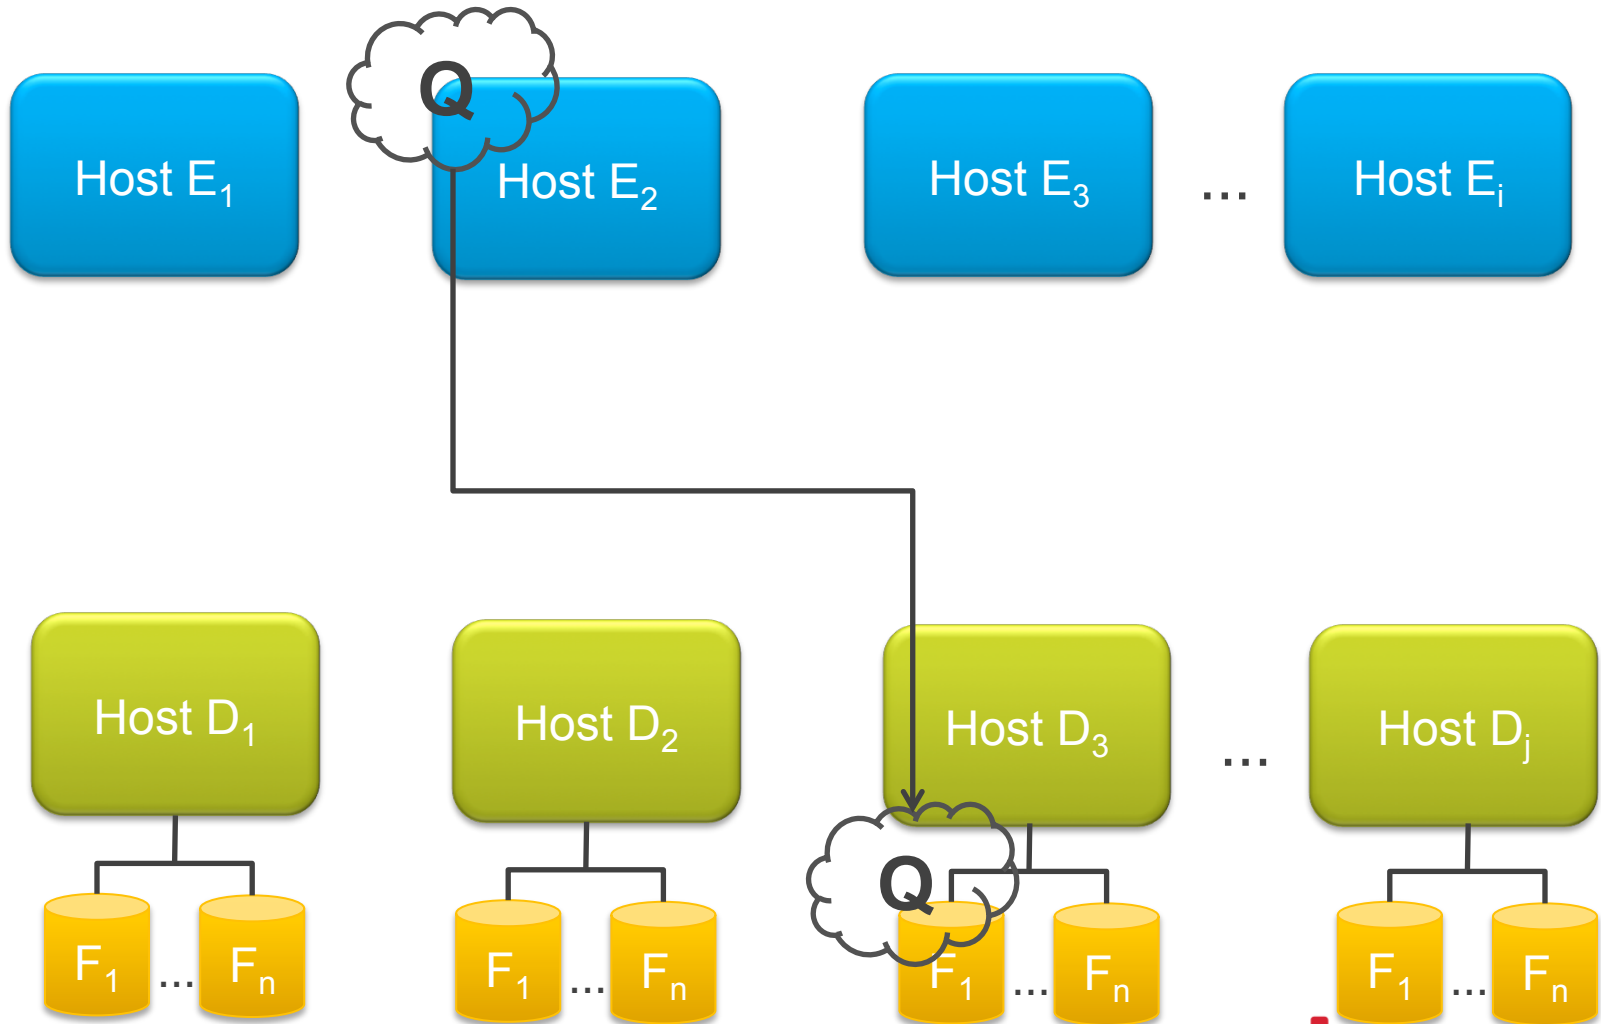 Q
Host E₁
Host E₂
Host E₃
...
Host Eᵢ
Host D₁
Host D₂
Host D₃
...
Host Dⱼ
Q
F₁ ... Fₙ
F₁ ... Fₙ
F₁ ... Fₙ
F₁ ... Fₙ